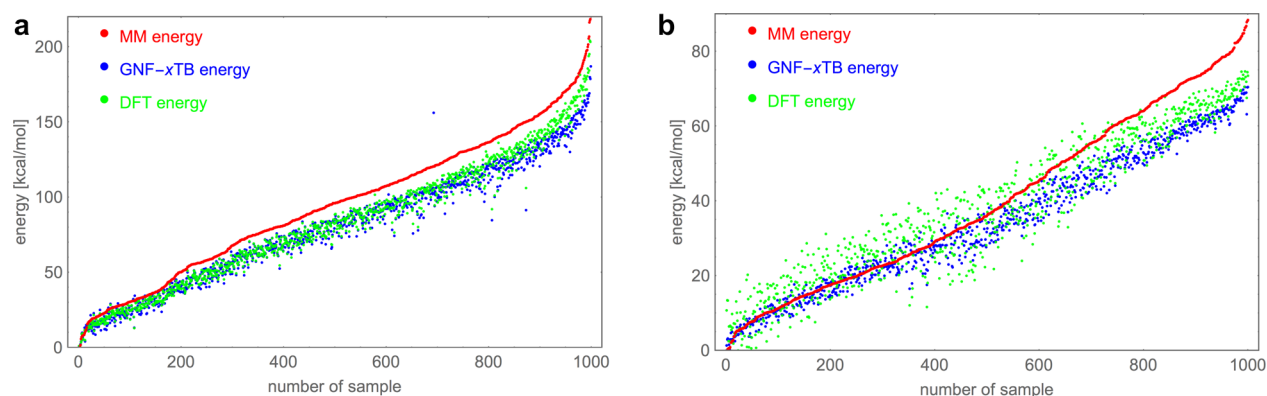 a
MM energy
GNF-xTB energy
DFT energy
energy [kcal/mol]
200
150
100
50
0
0 200 400 600 800 1000
number of sample
b
MM energy
GNF-xTB energy
DFT energy
energy [kcal/mol]
80
60
40
20
0
0 200 400 600 800 1000
number of sample